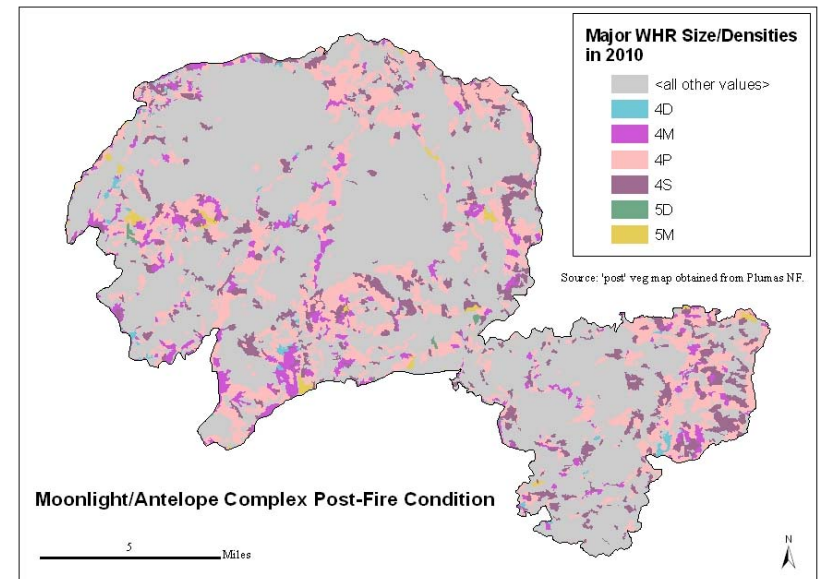 Major WHR Size/Densities
in 2010
<all other values>
4D
4M
4P
4S
5D
5M
Source: 'post' veg map obtained from Plumas NF.
Moonlight/Antelope Complex Post-Fire Condition
5
Miles
N